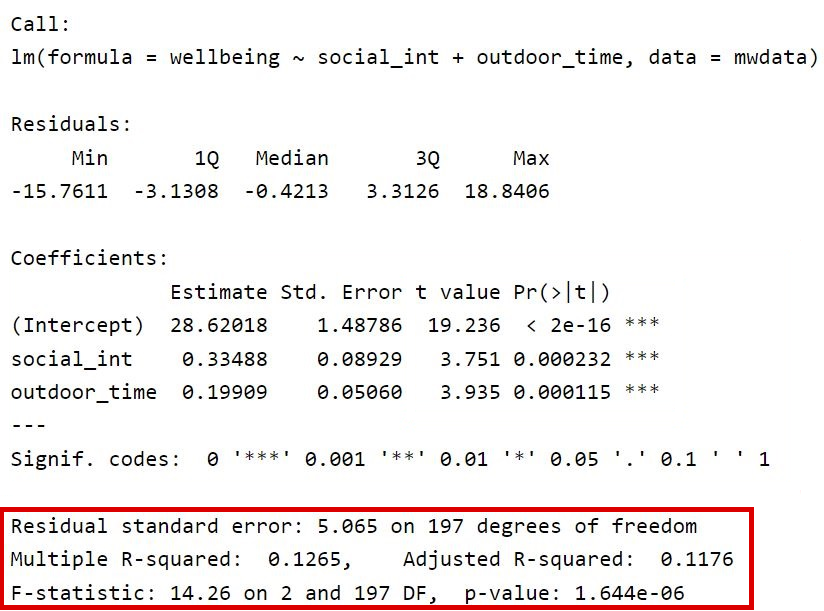 Call:
lm(formula = wellbeing ~ social_int + outdoor_time, data = mwdata)
Residuals:
     Min       1Q   Median       3Q      Max
-15.7611  -3.1308  -0.4213   3.3126  18.8406
Coefficients:
             Estimate Std. Error t value Pr(>|t|)
(Intercept)  28.62018    1.48786  19.236  < 2e-16 ***
social_int    0.33488    0.08929   3.751 0.000232 ***
outdoor_time  0.19909    0.05060   3.935 0.000115 ***
---
Signif. codes:  0 '***' 0.001 '**' 0.01 '*' 0.05 '.' 0.1 ' ' 1
Residual standard error: 5.065 on 197 degrees of freedom
Multiple R-squared:  0.1265,    Adjusted R-squared:  0.1176
F-statistic: 14.26 on 2 and 197 DF,  p-value: 1.644e-06